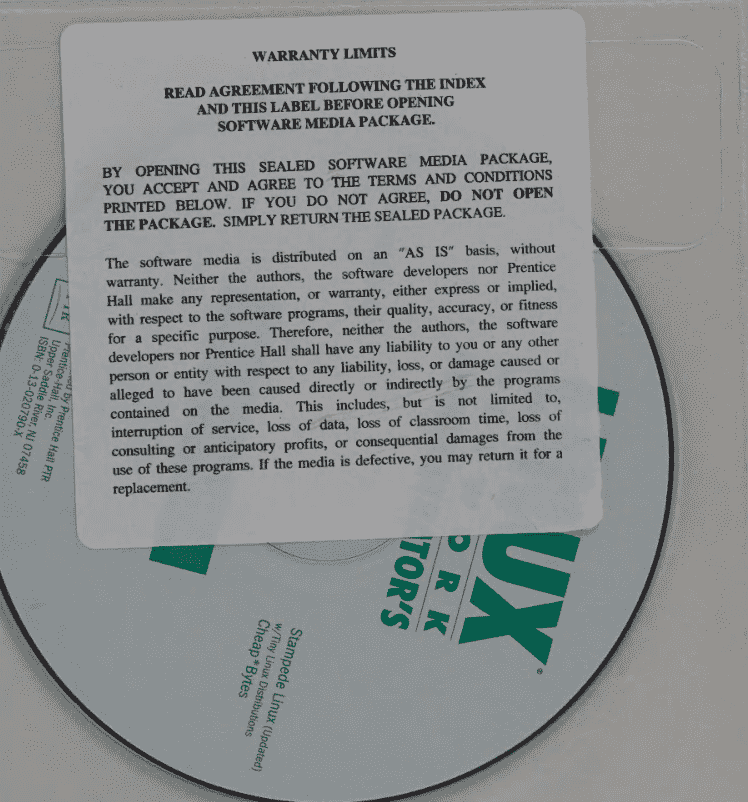 WARRANTY LIMITS
READ AGREEMENT FOLLOWING THE INDEX
AND THIS LABEL BEFORE OPENING
SOFTWARE MEDIA PACKAGE.
BY OPENING THIS SEALED SOFTWARE MEDIA PACKAGE,
YOU ACCEPT AND AGREE TO THE TERMS AND CONDITIONS
PRINTED BELOW. IF YOU DO NOT AGREE, DO NOT OPEN
THE PACKAGE. SIMPLY RETURN THE SEALED PACKAGE.
The software media is distributed on an "AS IS" basis, without
warranty. Neither the authors, the software developers nor Prentice
Hall make any representation, or warranty, either express or implied,
with respect to the software programs, their quality, accuracy, or fitness
for a specific purpose. Therefore, neither the authors, the software
developers nor Prentice Hall shall have any liability to you or any other
person or entity with respect to any liability, loss, or damage caused or
alleged to have been caused directly or indirectly by the programs
contained on the media. This includes, but is not limited to,
interruption of service, loss of data, loss of classroom time, loss of
consulting or anticipatory profits, or consequential damages from the
use of these programs. If the media is defective, you may return it for a
replacement.
by Prentice Hall PTR
Prentice-Hall, Inc.
Upper Saddle River, NJ 07458
ISBN: 0-13-020790-X
UX
ORK
TOR'S
Stampede Linux (Updated)
w/Tiny Linux Distributions
Cheap*Bytes